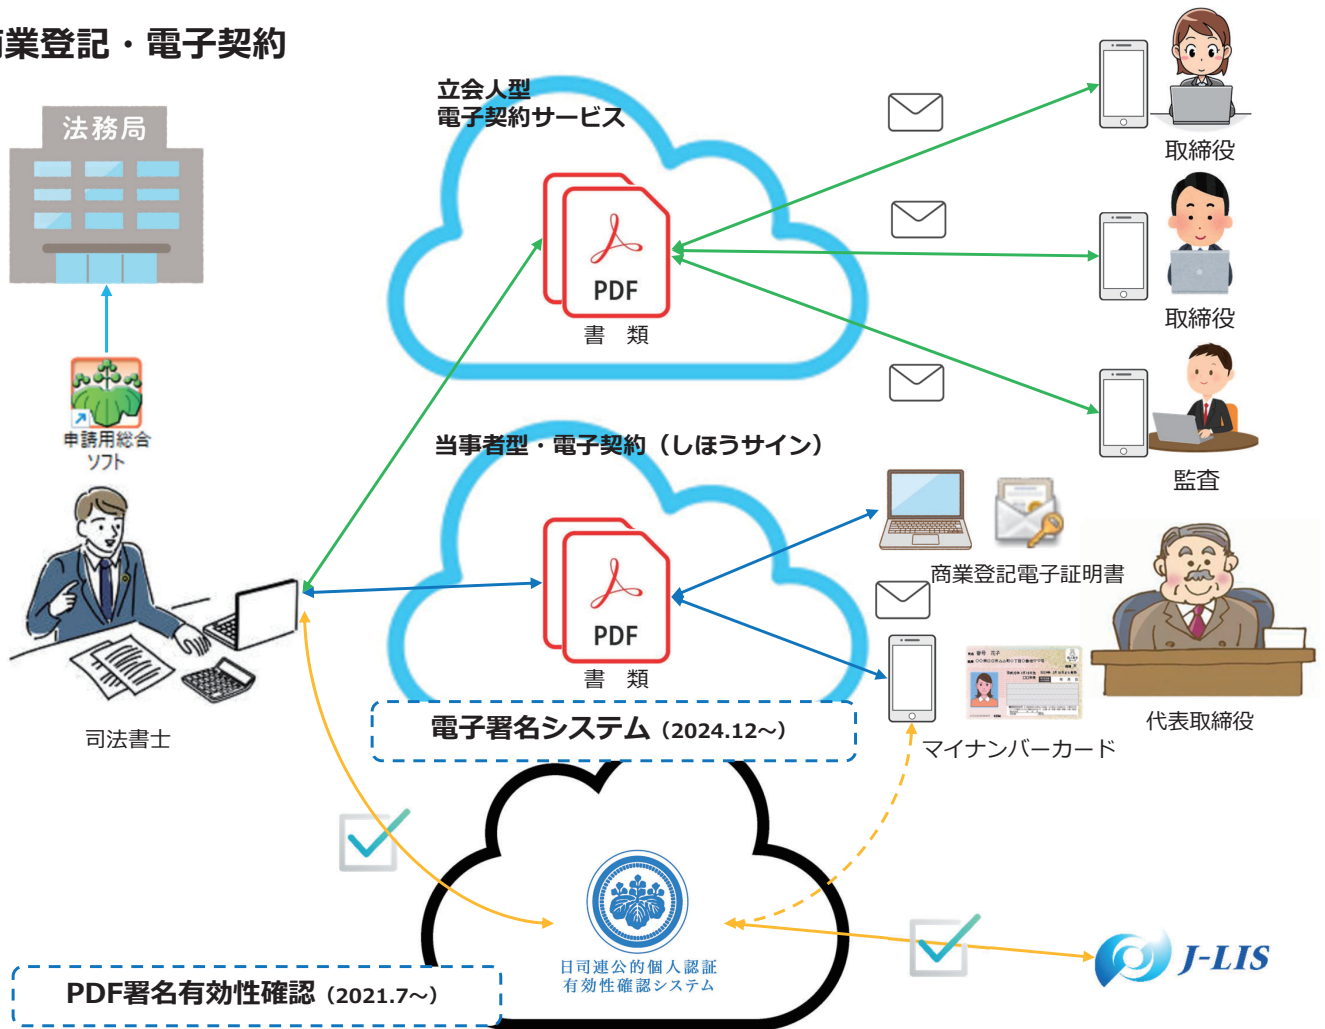 商業登記・電子契約
法務局
申請用総合
ソフト
司法書士
立会人型
電子契約サービス
PDF
書 類
取締役
取締役
監査
当事者型・電子契約（しほうサイン）
PDF
書 類
商業登記電子証明書
マイナンバーカード
代表取締役
電子署名システム（2024.12～）
日司連公的個人認証
有効性確認システム
J-LIS
PDF署名有効性確認（2021.7～）